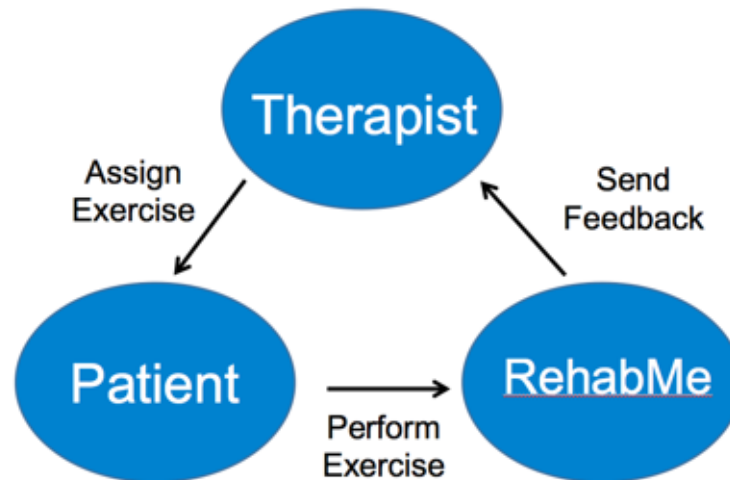 Therapist
Assign
Exercise
Send
Feedback
Patient
RehabMe
Perform
Exercise